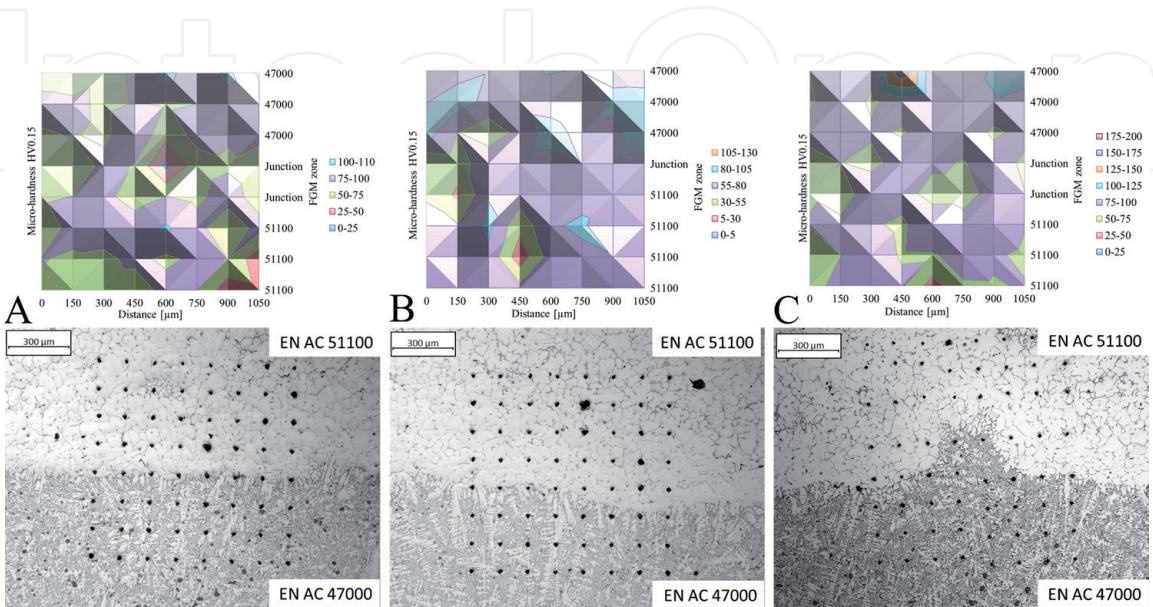 IntechOpen
Micro-hardness HV0.15
47000
47000
47000
Junction
Junction
51100
51100
51100
FGM zone
100-110
75-100
50-75
25-50
0-25
0 150 300 450 600 750 900 1050
Distance [µm]
Micro-hardness HV0.15
47000
47000
47000
Junction
51100
51100
51100
51100
FGM zone
105-130
80-105
55-80
30-55
5-30
0-5
0 150 300 450 600 750 900 1050
Distance [µm]
Micro-hardness HV0.15
47000
47000
47000
Junction
Junction
51100
51100
51100
FGM zone
175-200
150-175
125-150
100-125
75-100
50-75
25-50
0-25
0 150 300 450 600 750 900 1050
Distance [µm]
A
B
C
300 µm
EN AC 51100
EN AC 47000
300 µm
EN AC 51100
EN AC 47000
300 µm
EN AC 51100
EN AC 47000